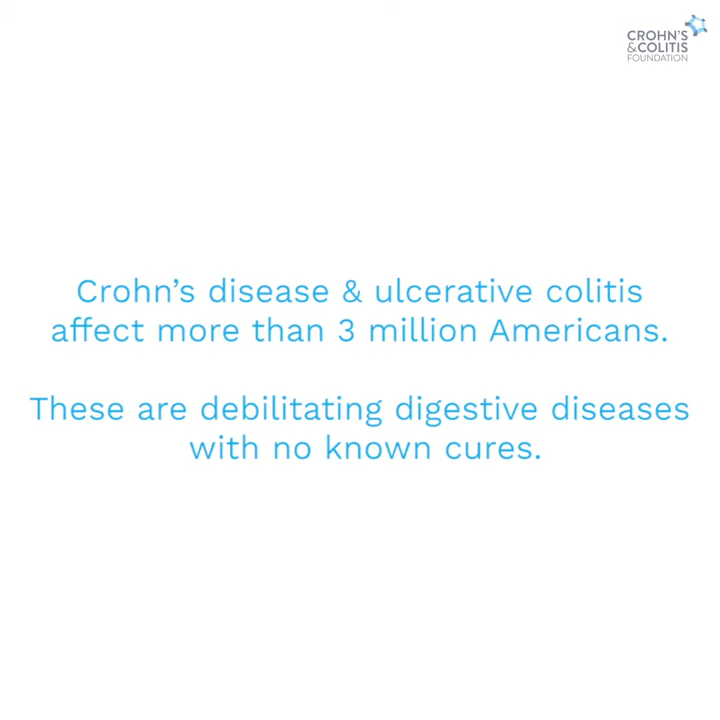 CROHN'S
&COLITIS
FOUNDATION
Crohn’s disease & ulcerative colitis
affect more than 3 million Americans.
These are debilitating digestive diseases
with no known cures.